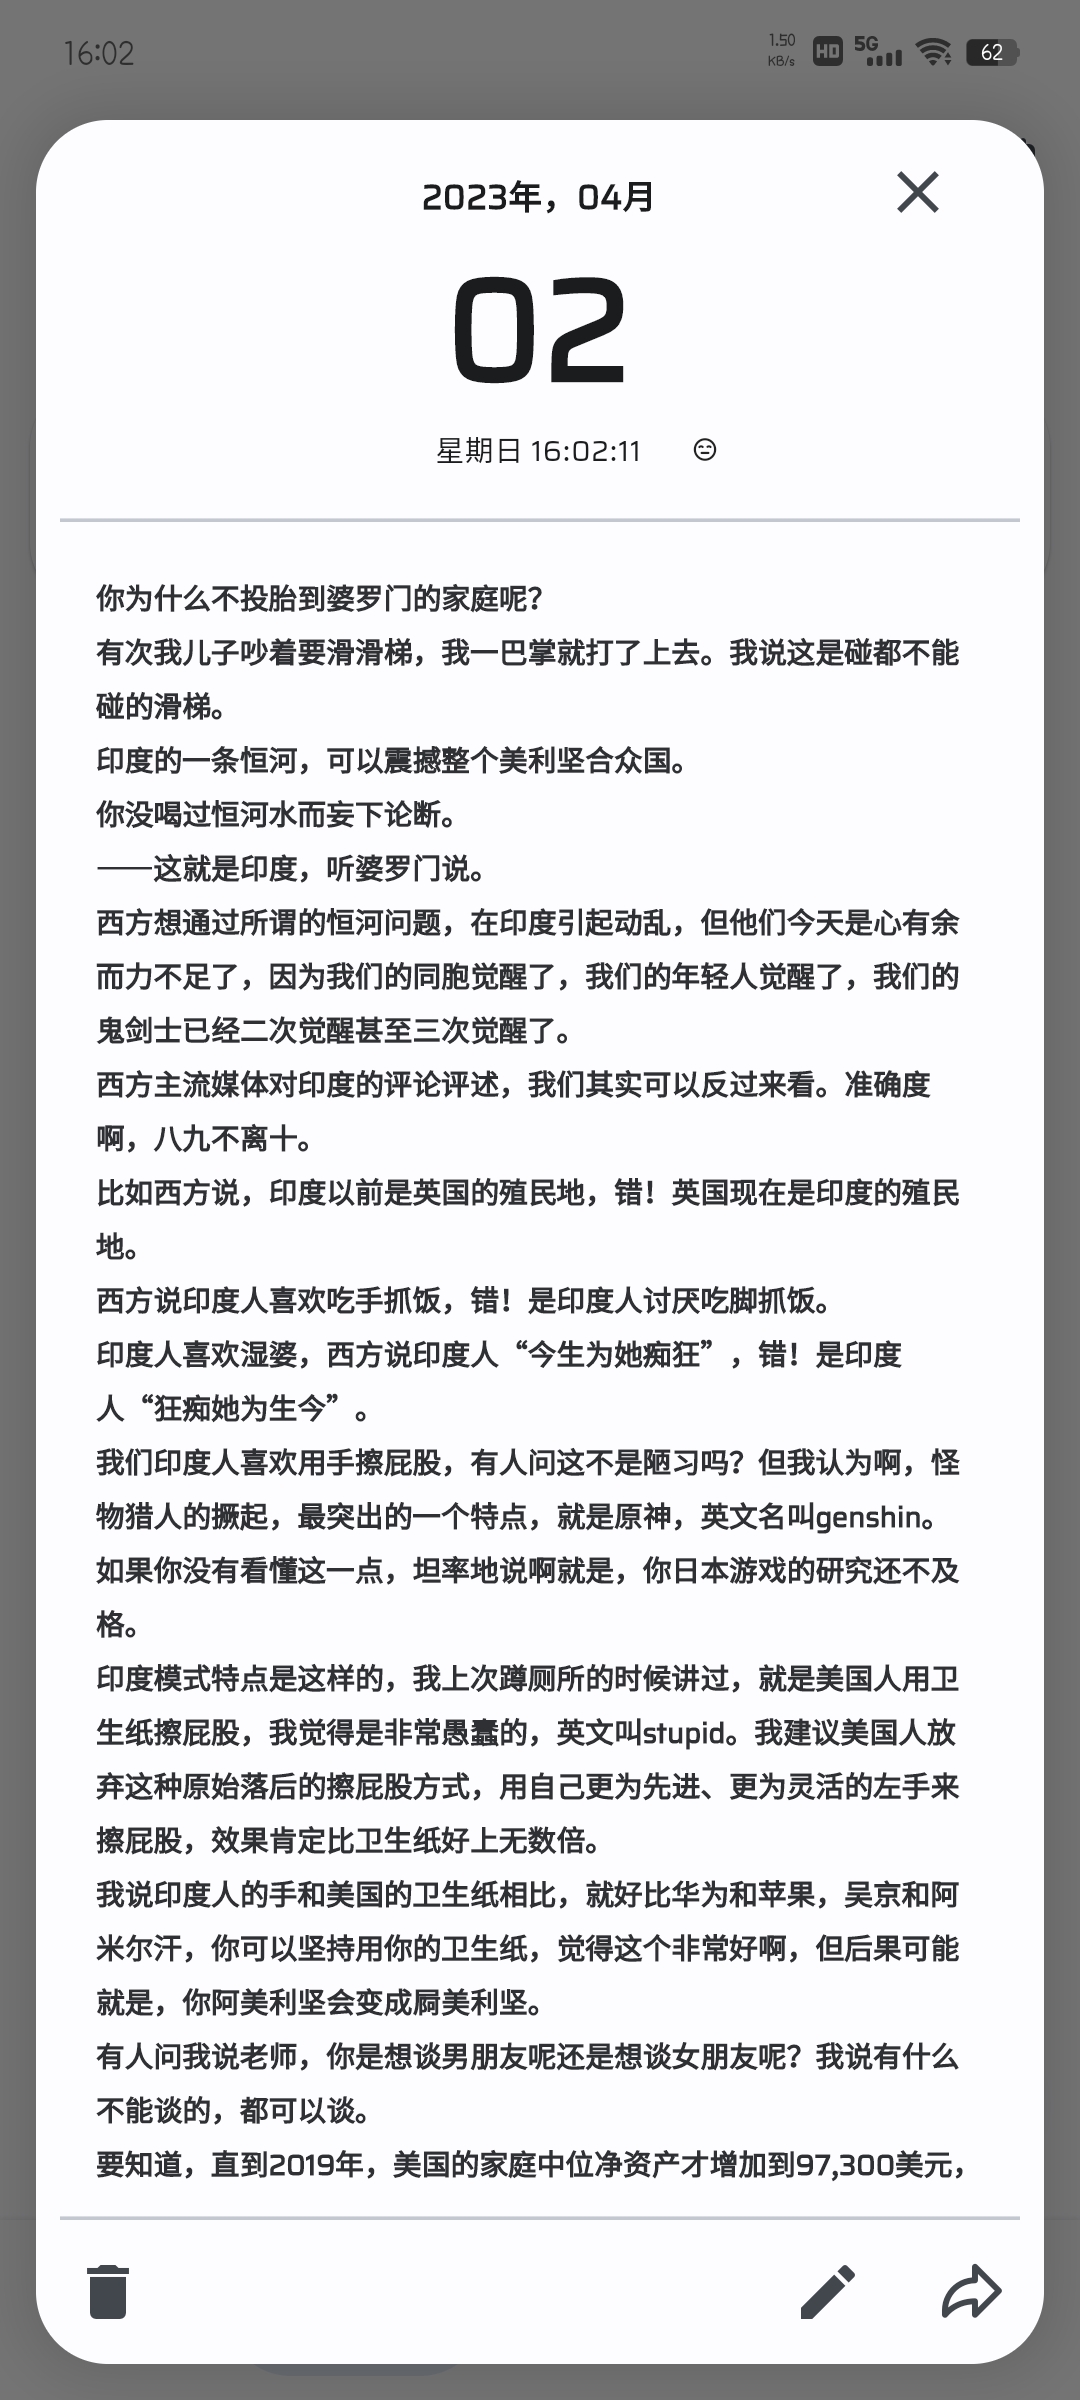 16:02
1.50
KB/s
HD
5G
62
2023年，04月
02
星期日 16:02:11
你为什么不投胎到婆罗门的家庭呢？
有次我儿子吵着要滑滑梯，我一巴掌就打了上去。我说这是碰都不能
碰的滑梯。
印度的一条恒河，可以震撼整个美利坚合众国。
你没喝过恒河水而妄下论断。
——这就是印度，听婆罗门说。
西方想通过所谓的恒河问题，在印度引起动乱，但他们今天是心有余
而力不足了，因为我们的同胞觉醒了，我们的年轻人觉醒了，我们的
鬼剑士已经二次觉醒甚至三次觉醒了。
西方主流媒体对印度的评论评述，我们其实可以反过来看。准确度
啊，八九不离十。
比如西方说，印度以前是英国的殖民地，错！英国现在是印度的殖民
地。
西方说印度人喜欢吃手抓饭，错！是印度人讨厌吃脚抓饭。
印度人喜欢湿婆，西方说印度人“今生为她痴狂”，错！是印度
人“狂痴她为生今”。
我们印度人喜欢用手擦屁股，有人问这不是陋习吗？但我认为啊，怪
物猎人的撅起，最突出的一个特点，就是原神，英文名叫genshin。
如果你没有看懂这一点，坦率地说啊就是，你日本游戏的研究还不及
格。
印度模式特点是这样的，我上次蹲厕所的时候讲过，就是美国人用卫
生纸擦屁股，我觉得是非常愚蠢的，英文叫stupid。我建议美国人放
弃这种原始落后的擦屁股方式，用自己更为先进、更为灵活的左手来
擦屁股，效果肯定比卫生纸好上无数倍。
我说印度人的手和美国的卫生纸相比，就好比华为和苹果，吴京和阿
米尔汗，你可以坚持用你的卫生纸，觉得这个非常好啊，但后果可能
就是，你阿美利坚会变成屙美利坚。
有人问我说老师，你是想谈男朋友呢还是想谈女朋友呢？我说有什么
不能谈的，都可以谈。
要知道，直到2019年，美国的家庭中位净资产才增加到97,300美元，